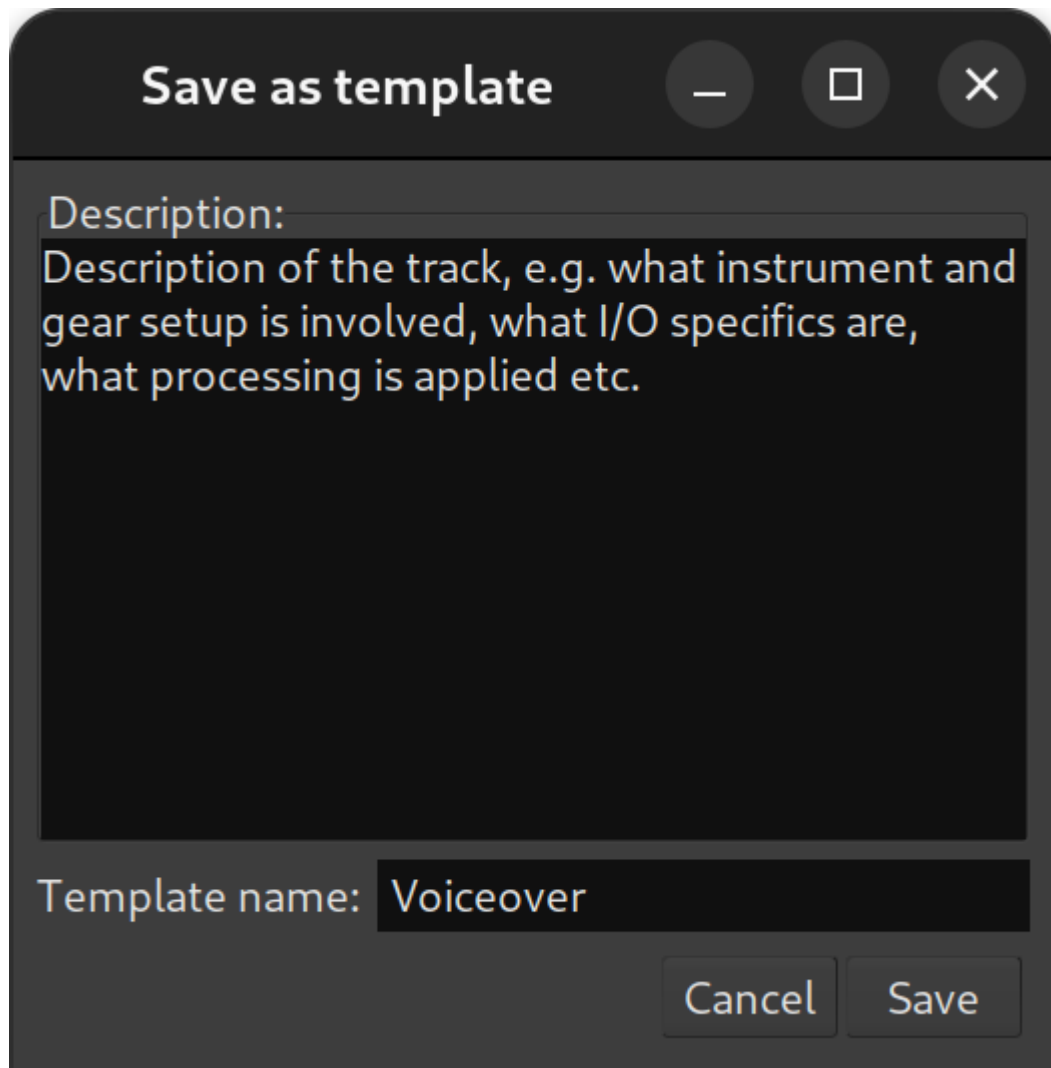 Save as template
Description:
Description of the track, e.g. what instrument and
gear setup is involved, what I/O specifics are,
what processing is applied etc.
Template name: Voiceover
Cancel Save